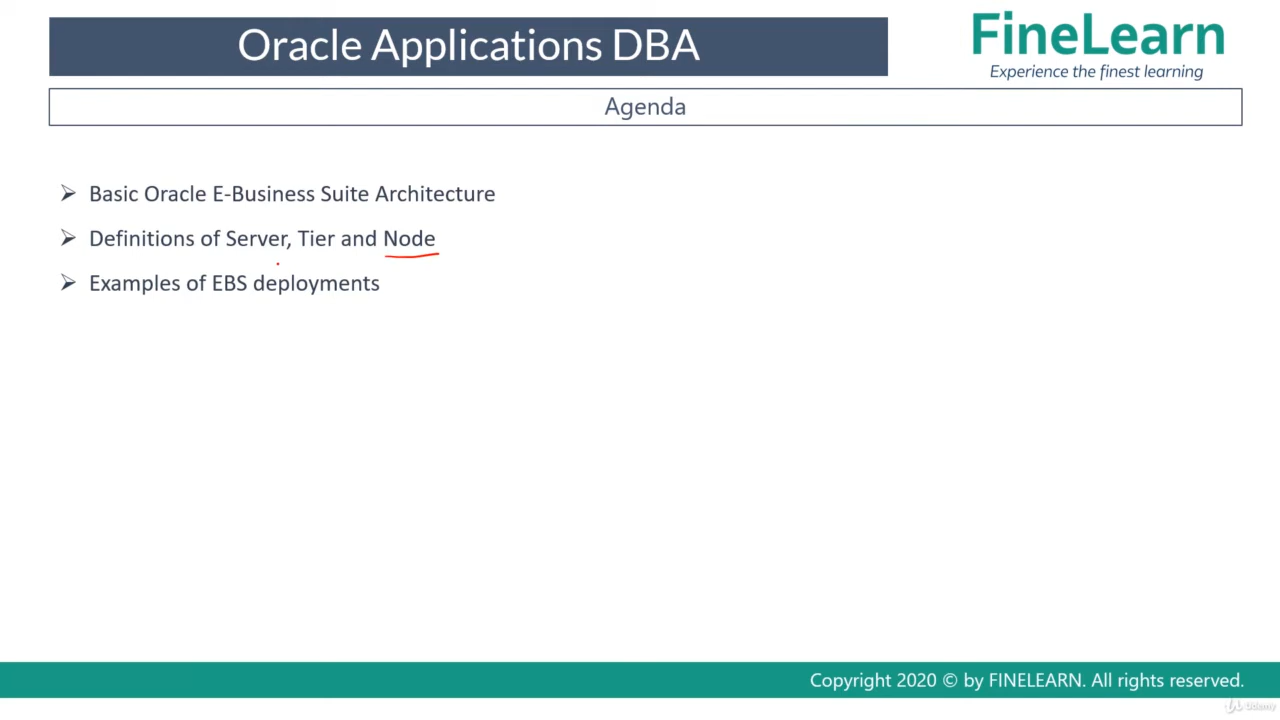 Oracle Applications DBA
FineLearn
Experience the finest learning
Agenda
➢ Basic Oracle E-Business Suite Architecture
➢ Definitions of Server, Tier and Node
➢ Examples of EBS deployments
Copyright 2020 © by FINELEARN. All rights reserved.
Udemy